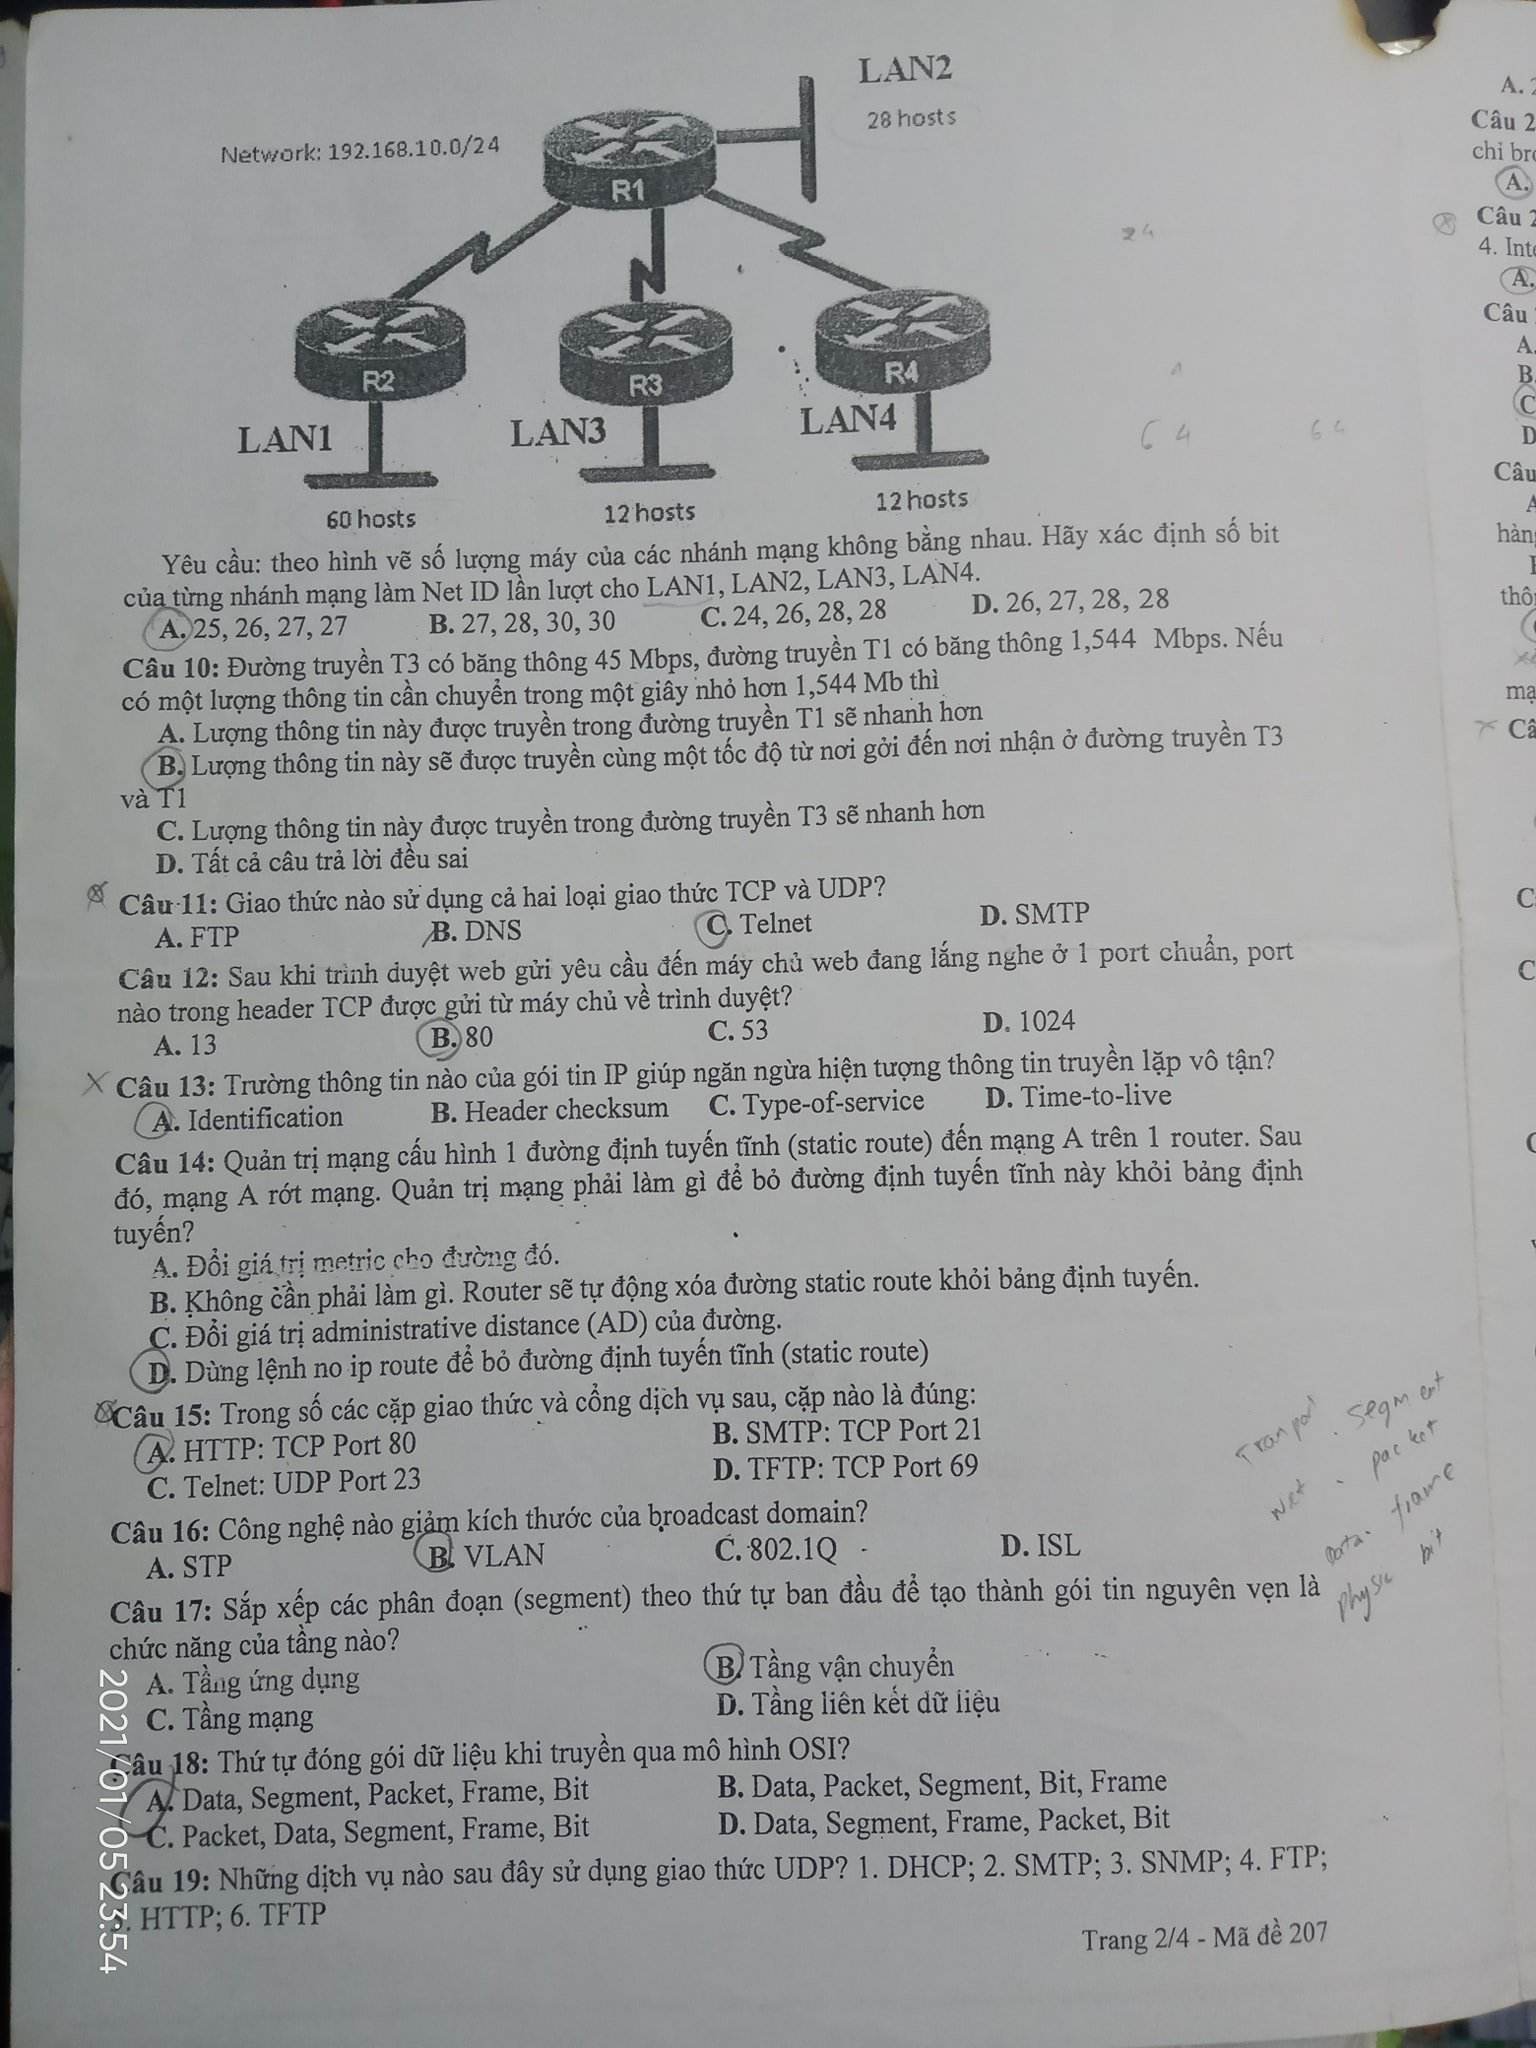 LAN2
28 hosts
Network: 192.168.10.0/24
R1
R2
R3
R4
LAN1
LAN3
LAN4
60 hosts
12 hosts
12 hosts
24
64
64
Yêu cầu: theo hình vẽ số lượng máy của các nhánh mạng không bằng nhau. Hãy xác định số bit
của từng nhánh mạng làm Net ID lần lượt cho LAN1, LAN2, LAN3, LAN4.
A. 25, 26, 27, 27 B. 27, 28, 30, 30 C. 24, 26, 28, 28 D. 26, 27, 28, 28
Câu 10: Đường truyền T3 có băng thông 45 Mbps, đường truyền T1 có băng thông 1,544 Mbps. Nếu
có một lượng thông tin cần chuyển trong một giây nhỏ hơn 1,544 Mb thì
A. Lượng thông tin này được truyền trong đường truyền T1 sẽ nhanh hơn
B. Lượng thông tin này sẽ được truyền cùng một tốc độ từ nơi gởi đến nơi nhận ở đường truyền T3
và T1
C. Lượng thông tin này được truyền trong đường truyền T3 sẽ nhanh hơn
D. Tất cả câu trả lời đều sai
Câu 11: Giao thức nào sử dụng cả hai loại giao thức TCP và UDP?
A. FTP B. DNS C. Telnet D. SMTP
Câu 12: Sau khi trình duyệt web gửi yêu cầu đến máy chủ web đang lắng nghe ở 1 port chuẩn, port
nào trong header TCP được gửi từ máy chủ về trình duyệt?
A. 13 B. 80 C. 53 D. 1024
Câu 13: Trường thông tin nào của gói tin IP giúp ngăn ngừa hiện tượng thông tin truyền lặp vô tận?
A. Identification B. Header checksum C. Type-of-service D. Time-to-live
Câu 14: Quản trị mạng cấu hình 1 đường định tuyến tĩnh (static route) đến mạng A trên 1 router. Sau
đó, mạng A rớt mạng. Quản trị mạng phải làm gì để bỏ đường định tuyến tĩnh này khỏi bảng định
tuyến?
A. Đổi giá trị metric cho đường đó.
B. Không cần phải làm gì. Router sẽ tự động xóa đường static route khỏi bảng định tuyến.
C. Đổi giá trị administrative distance (AD) của đường.
D. Dùng lệnh no ip route để bỏ đường định tuyến tĩnh (static route)
Câu 15: Trong số các cặp giao thức và cổng dịch vụ sau, cặp nào là đúng:
A. HTTP: TCP Port 80 B. SMTP: TCP Port 21
C. Telnet: UDP Port 23 D. TFTP: TCP Port 69
Tranport . Segment
Net - packet
Data. frame
physic bit
Câu 16: Công nghệ nào giảm kích thước của broadcast domain?
A. STP B. VLAN C. 802.1Q D. ISL
Câu 17: Sắp xếp các phân đoạn (segment) theo thứ tự ban đầu để tạo thành gói tin nguyên vẹn là
chức năng của tầng nào?
A. Tầng ứng dụng B. Tầng vận chuyển
C. Tầng mạng D. Tầng liên kết dữ liệu
Câu 18: Thứ tự đóng gói dữ liệu khi truyền qua mô hình OSI?
A. Data, Segment, Packet, Frame, Bit B. Data, Packet, Segment, Bit, Frame
C. Packet, Data, Segment, Frame, Bit D. Data, Segment, Frame, Packet, Bit
Câu 19: Những dịch vụ nào sau đây sử dụng giao thức UDP? 1. DHCP; 2. SMTP; 3. SNMP; 4. FTP;
5. HTTP; 6. TFTP
Trang 2/4 - Mã đề 207
2021/01/05 23:54
A. 2
Câu 2
chỉ
A.
Câu 2
4.
A.
Câu
A.
B.
C
D
Câu